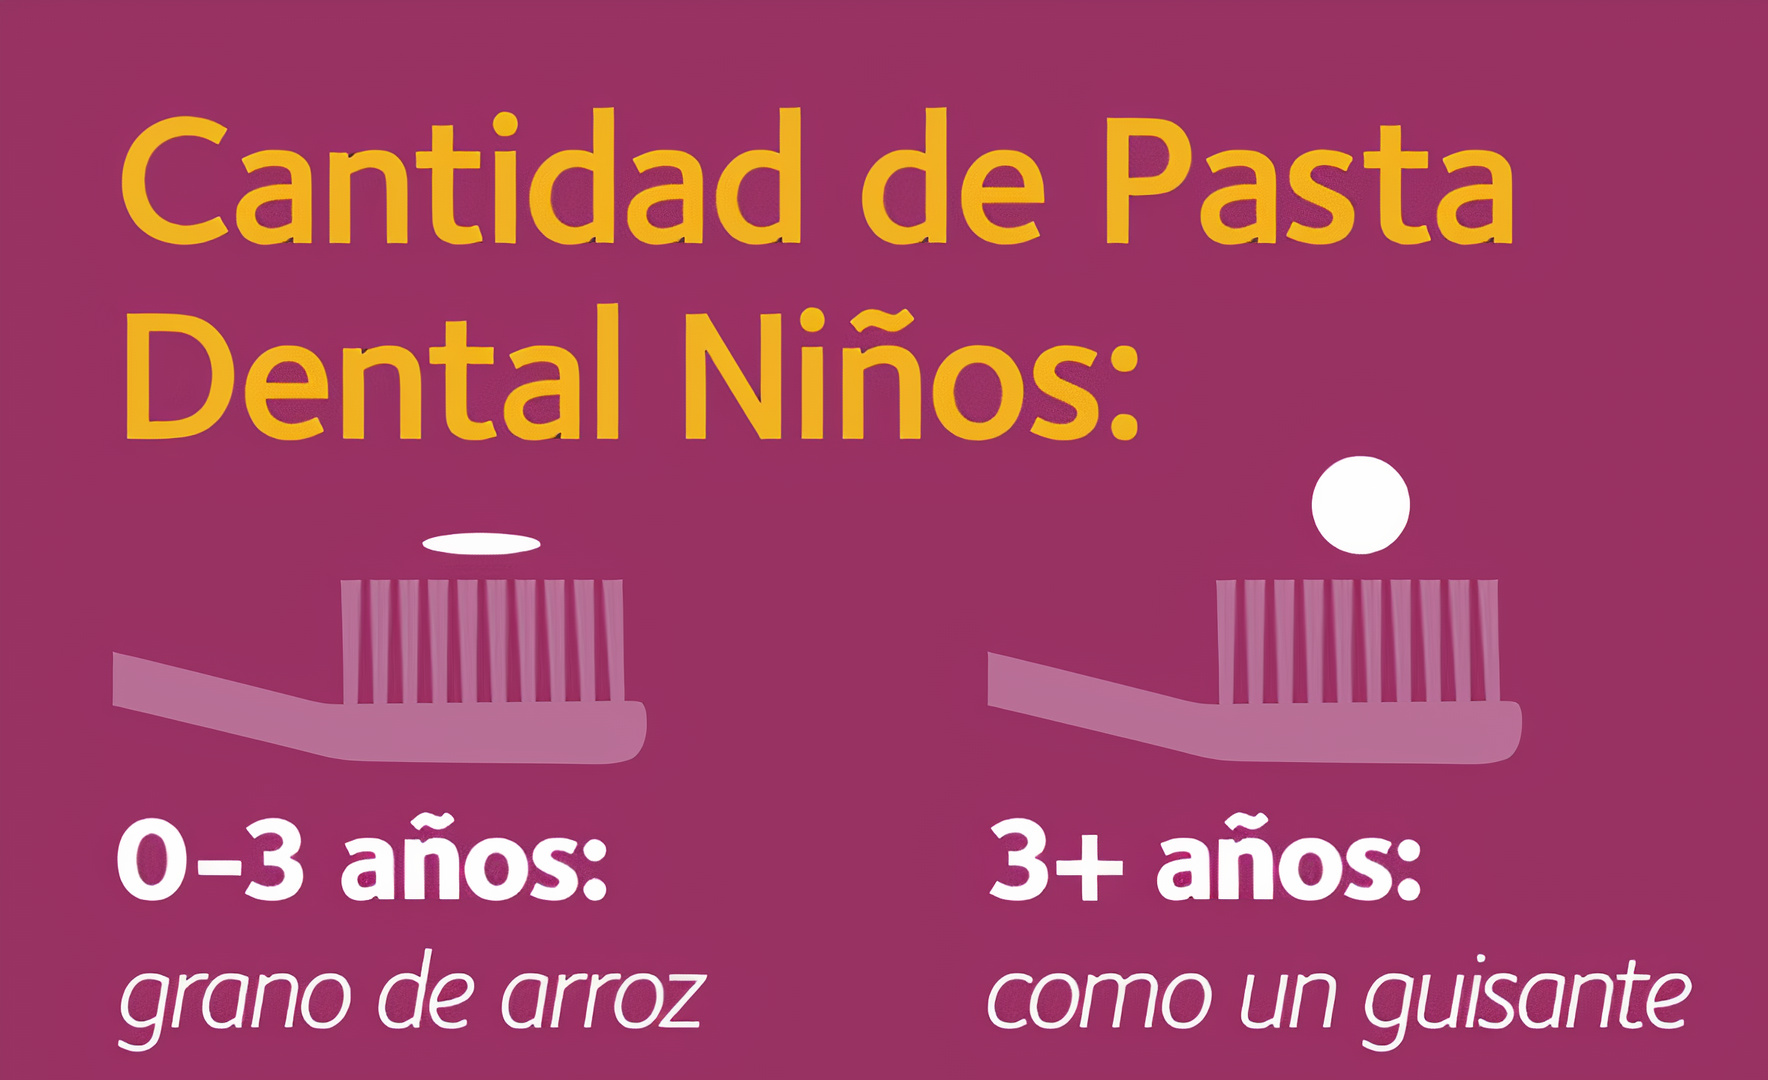 Cantidad de Pasta
Dental Niños:
0-3 años:
grano de arroz
3+ años:
como un guisante